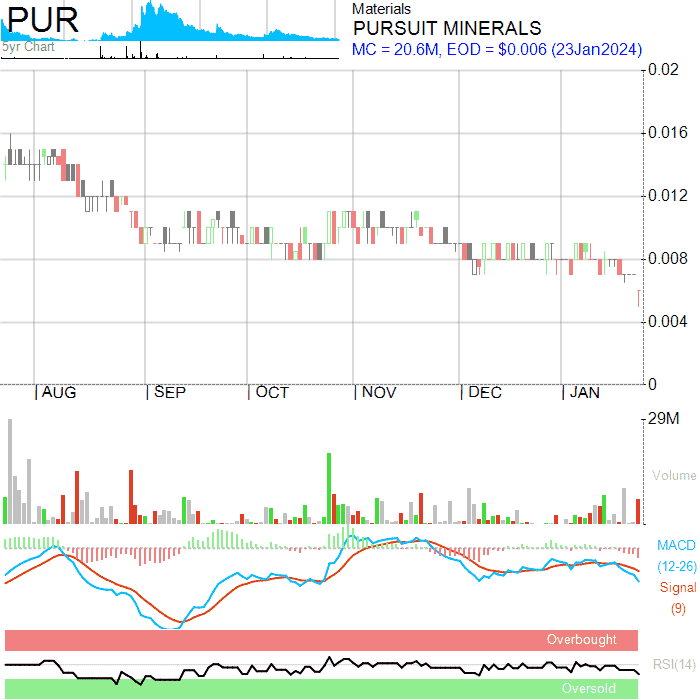 PUR
5yr Chart
Materials
PURSUIT MINERALS
MC = 20.6M, EOD = $0.006 (23Jan2024)
0.02
0.016
0.012
0.008
0.004
0
AUG SEP OCT NOV DEC JAN
29M
Volume
MACD
(12-26)
Signal
(9)
Overbought
RSI(14)
Oversold